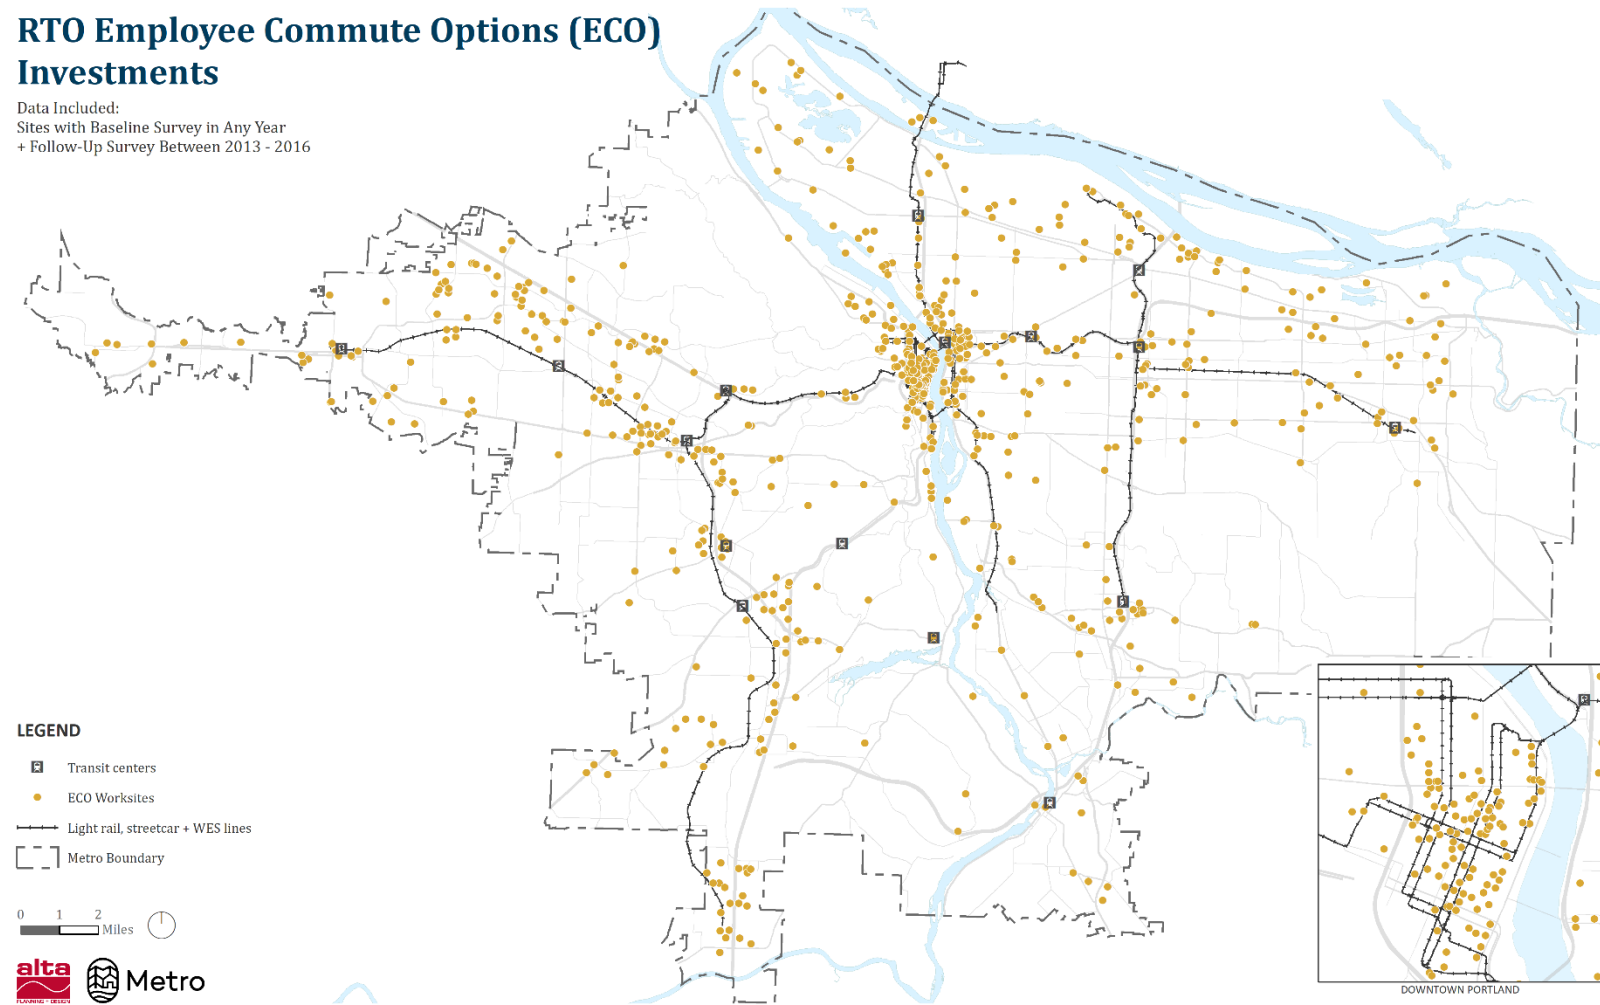 RTO Employee Commute Options (ECO)
Investments
Data Included:
Sites with Baseline Survey in Any Year
+ Follow-Up Survey Between 2013 - 2016
LEGEND
Transit centers
ECO Worksites
Light rail, streetcar + WES lines
Metro Boundary
0 1 2
Miles
alta
PLANNING + DESIGN
Metro
DOWNTOWN PORTLAND